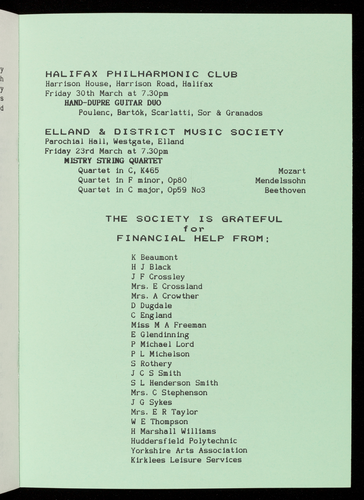 y
h
y
s
d
HALIFAX PHILHARMONIC CLUB
Harrison House, Harrison Road, Halifax
Friday 30th March at 7.30pm
HAND-DUPRE GUITAR DUO
Poulenc, Bartók, Scarlatti, Sor & Granados
ELLAND & DISTRICT MUSIC SOCIETY
Parochial Hall, Westgate, Elland
Friday 23rd March at 7.30pm
MISTRY STRING QUARTET
Quartet in C, K465 Mozart
Quartet in F minor, Op80 Mendelssohn
Quartet in C major, Op59 No3 Beethoven
THE SOCIETY IS GRATEFUL
for
FINANCIAL HELP FROM:
K Beaumont
H J Black
J F Crossley
Mrs. E Crossland
Mrs. A Crowther
D Dugdale
C England
Miss M A Freeman
E Glendinning
P Michael Lord
P L Michelson
S Rothery
J C S Smith
S L Henderson Smith
Mrs. C Stephenson
J G Sykes
Mrs. E R Taylor
W E Thompson
H Marshall Williams
Huddersfield Polytechnic
Yorkshire Arts Association
Kirklees Leisure Services